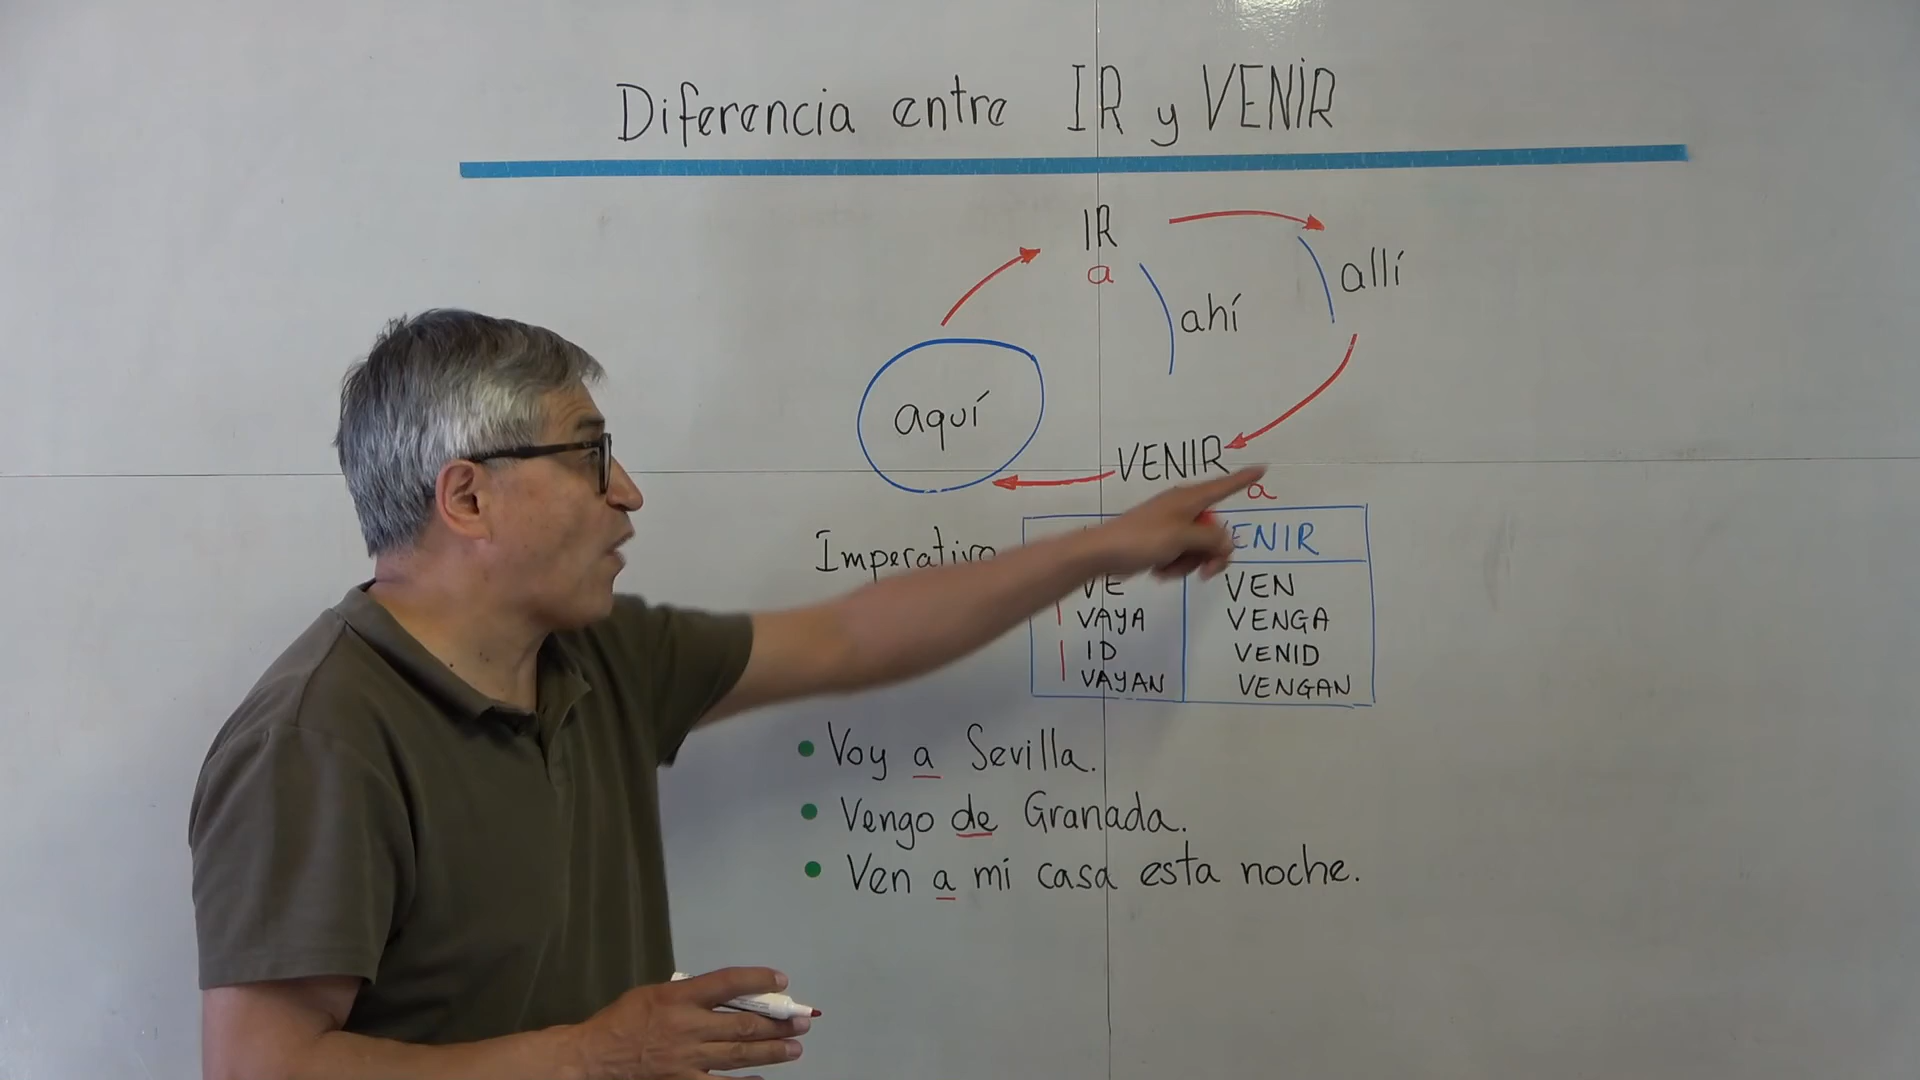 Diferencia entre IR y VENIR
IR
a
allí
ahí
aquí
VENIR
a
Imperativo
VENIR
VE VEN
VAYA VENGA
ID VENID
VAYAN VENGAN
Voy a Sevilla.
Vengo de Granada.
Ven a mi casa esta noche.